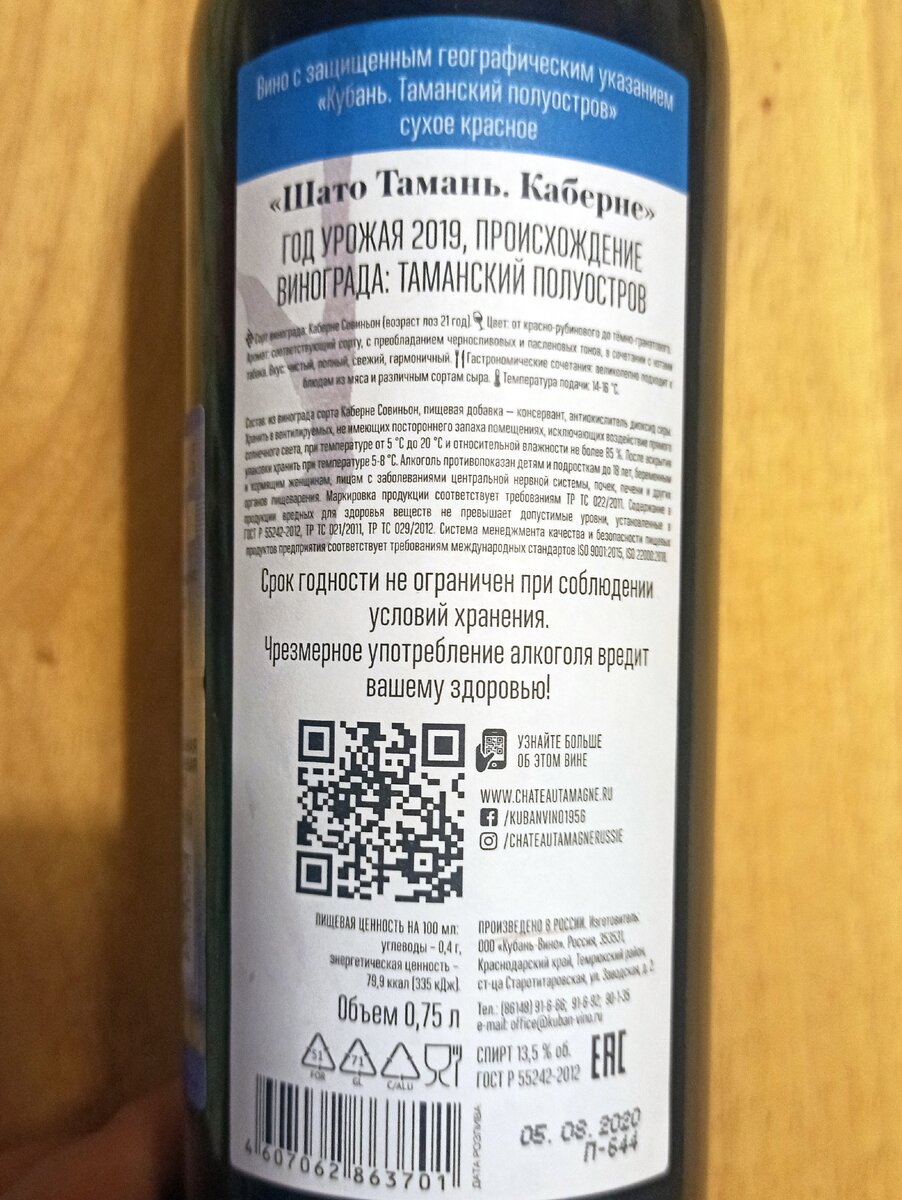 Вино с защищенным географическим указанием
«Кубань. Таманский полуостров»
сухое красное
«Шато Тамань. Каберне»
ГОД УРОЖАЯ 2019, ПРОИСХОЖДЕНИЕ
ВИНОГРАДА: ТАМАНСКИЙ ПОЛУОСТРОВ
Сорт винограда: Каберне Совиньон (возраст лоз 21 год). Цвет: от красно-рубинового до тёмно-гранатового.
Аромат: соответствующий сорту, с преобладанием черносливовых и пасленовых тонов, в сочетании с нотами
табака. Вкус: чистый, полный, свежий, гармоничный. Гастрономические сочетания: великолепно подходит к
блюдам из мяса и различным сортам сыра. Температура подачи: 14-16 °C.
Состав: из винограда сорта Каберне Совиньон, пищевая добавка – консервант, антиокислитель диоксид серы.
Хранить в вентилируемых, не имеющих постороннего запаха помещениях, исключающих воздействие прямого
солнечного света, при температуре от 5 °C до 20 °C и относительной влажности не более 85 %. После вскрытия
упаковки хранить при температуре 5-8 °C. Алкоголь противопоказан детям и подросткам до 18 лет, беременным
и кормящим женщинам, лицам с заболеваниями центральной нервной системы, почек, печени и других
органов пищеварения. Маркировка продукции соответствует требованиям ТР ТС 022/2011. Содержание в
продукции вредных для здоровья веществ не превышает допустимые уровни, установленные в
ГОСТ Р 55242-2012, ТР ТС 021/2011, ТР ТС 029/2012. Система менеджмента качества и безопасности пищевых
продуктов предприятия соответствует требованиям международных стандартов ISO 9001:2015, ISO 22000:2018.
Срок годности не ограничен при соблюдении
условий хранения.
Чрезмерное употребление алкоголя вредит
вашему здоровью!
УЗНАЙТЕ БОЛЬШЕ
ОБ ЭТОМ ВИНЕ
WWW.CHATEAUTAMAGNE.RU
/KUBANVINO1956
/CHATEAUTAMAGNERUSSIE
ПИЩЕВАЯ ЦЕННОСТЬ НА 100 МЛ:
углеводы – 0,4 г,
энергетическая ценность –
79,9 ккал (335 кДж).
Объем 0,75 л
ПРОИЗВЕДЕНО В РОССИИ. Изготовитель:
ООО «Кубань-Вино». Россия, 353531,
Краснодарский край, Темрюкский район,
ст-ца Старотитаровская, ул. Заводская, д. 2
Тел.: (86148) 91-6-66; 91-6-92; 90-1-35
e-mail: office@kuban-vino.ru
СПИРТ 13,5 % об.
ГОСТ Р 55242-2012
EAC
51
FOR
71
GL
C/ALU
4 607062 863701
ДАТА РОЗЛИВА:
05. 08. 2020
П-644